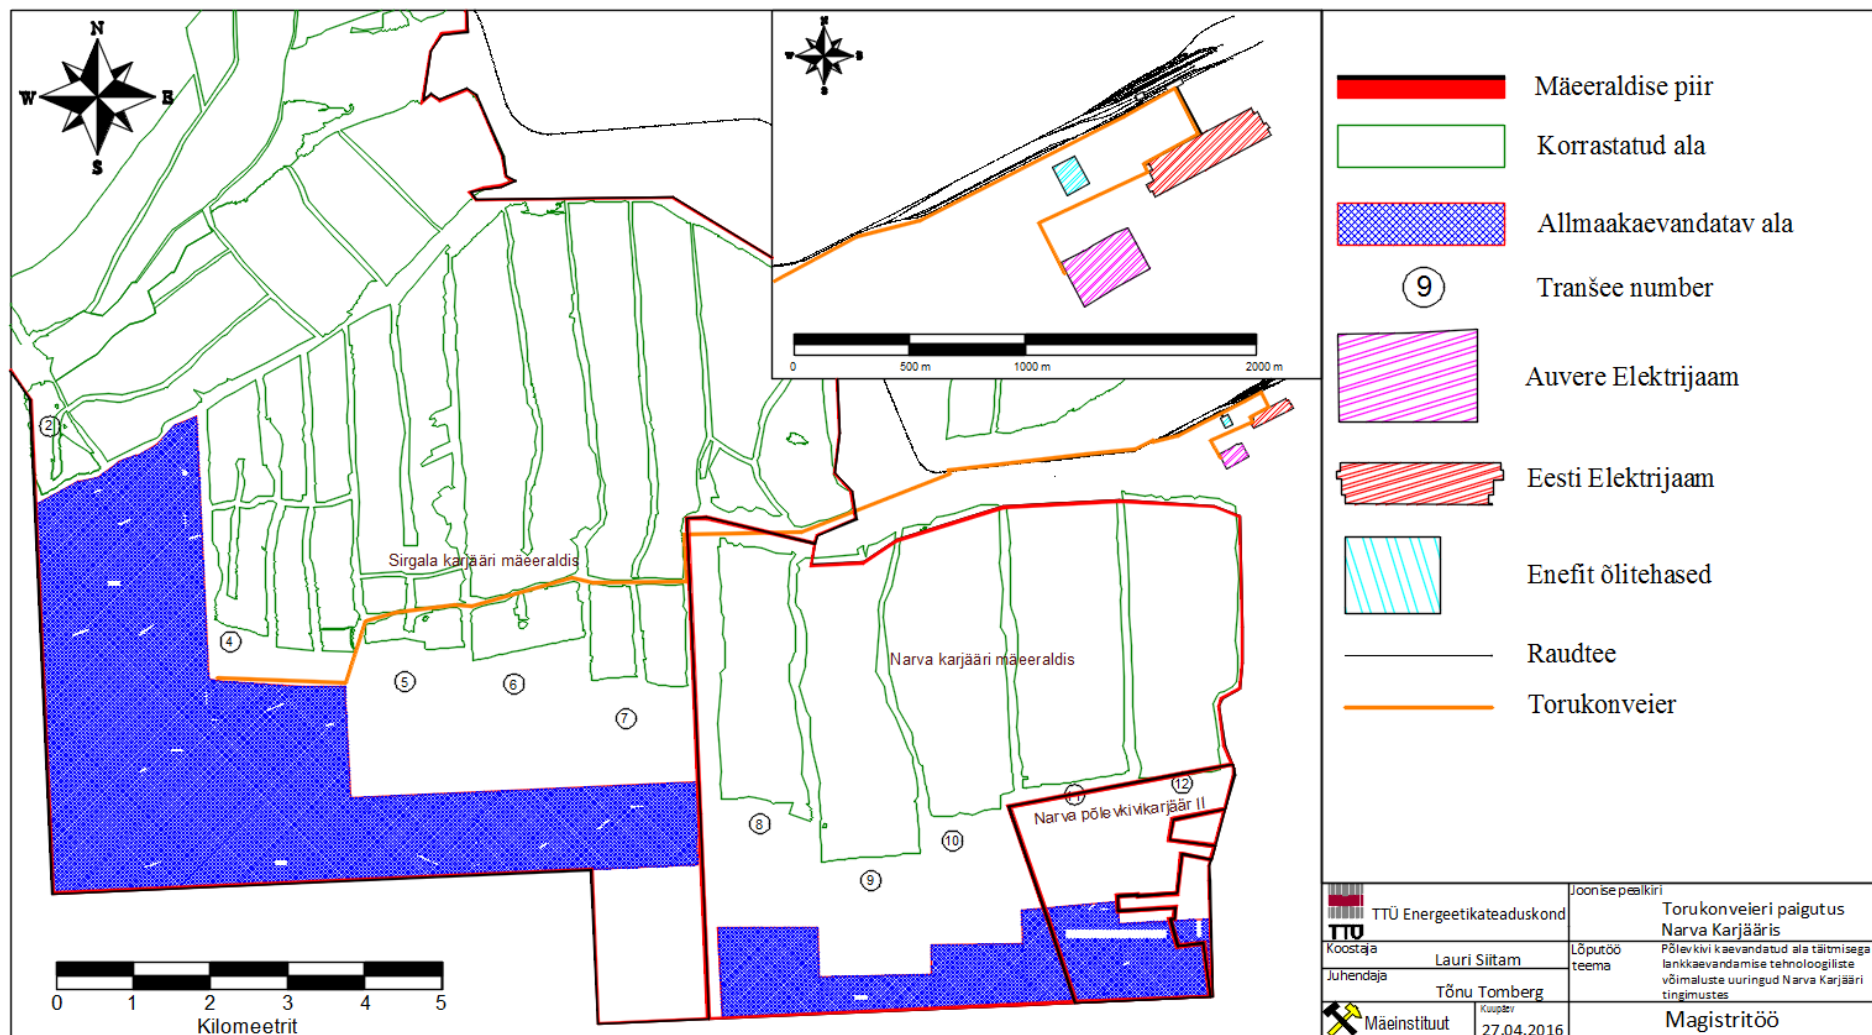 N
W
E
S
N
W
E
S
0
500 m
1000 m
2000 m
2
Sirgala karjääri mäeeraldis
4
5
6
7
Narva karjääri mäeeraldis
8
9
10
11
12
Narva põlevkivikarjäär II
0 1 2 3 4 5
Kilomeetrit
Mäeeraldise piir
Korrastatud ala
Allmaakaevandatav ala
9
Tranšee number
Auvere Elektrijaam
Eesti Elektrijaam
Enefit õlitehased
Raudtee
Torukonveier
TTÜ
TTÜ Energeetikateaduskond
Joonise pealkiri
Torukonveieri paigutus
Narva Karjääris
Koostaja
Lauri Siitam
Juhendaja
Tõnu Tomberg
Lõputöö
teema
Põlevkivi kaevandatud ala täitmisega
lankkaevandamise tehnoloogiliste
võimaluste uuringud Narva Karjääri
tingimustes
Mäeinstituut
Kuupäev
27.04.2016
Magistritöö